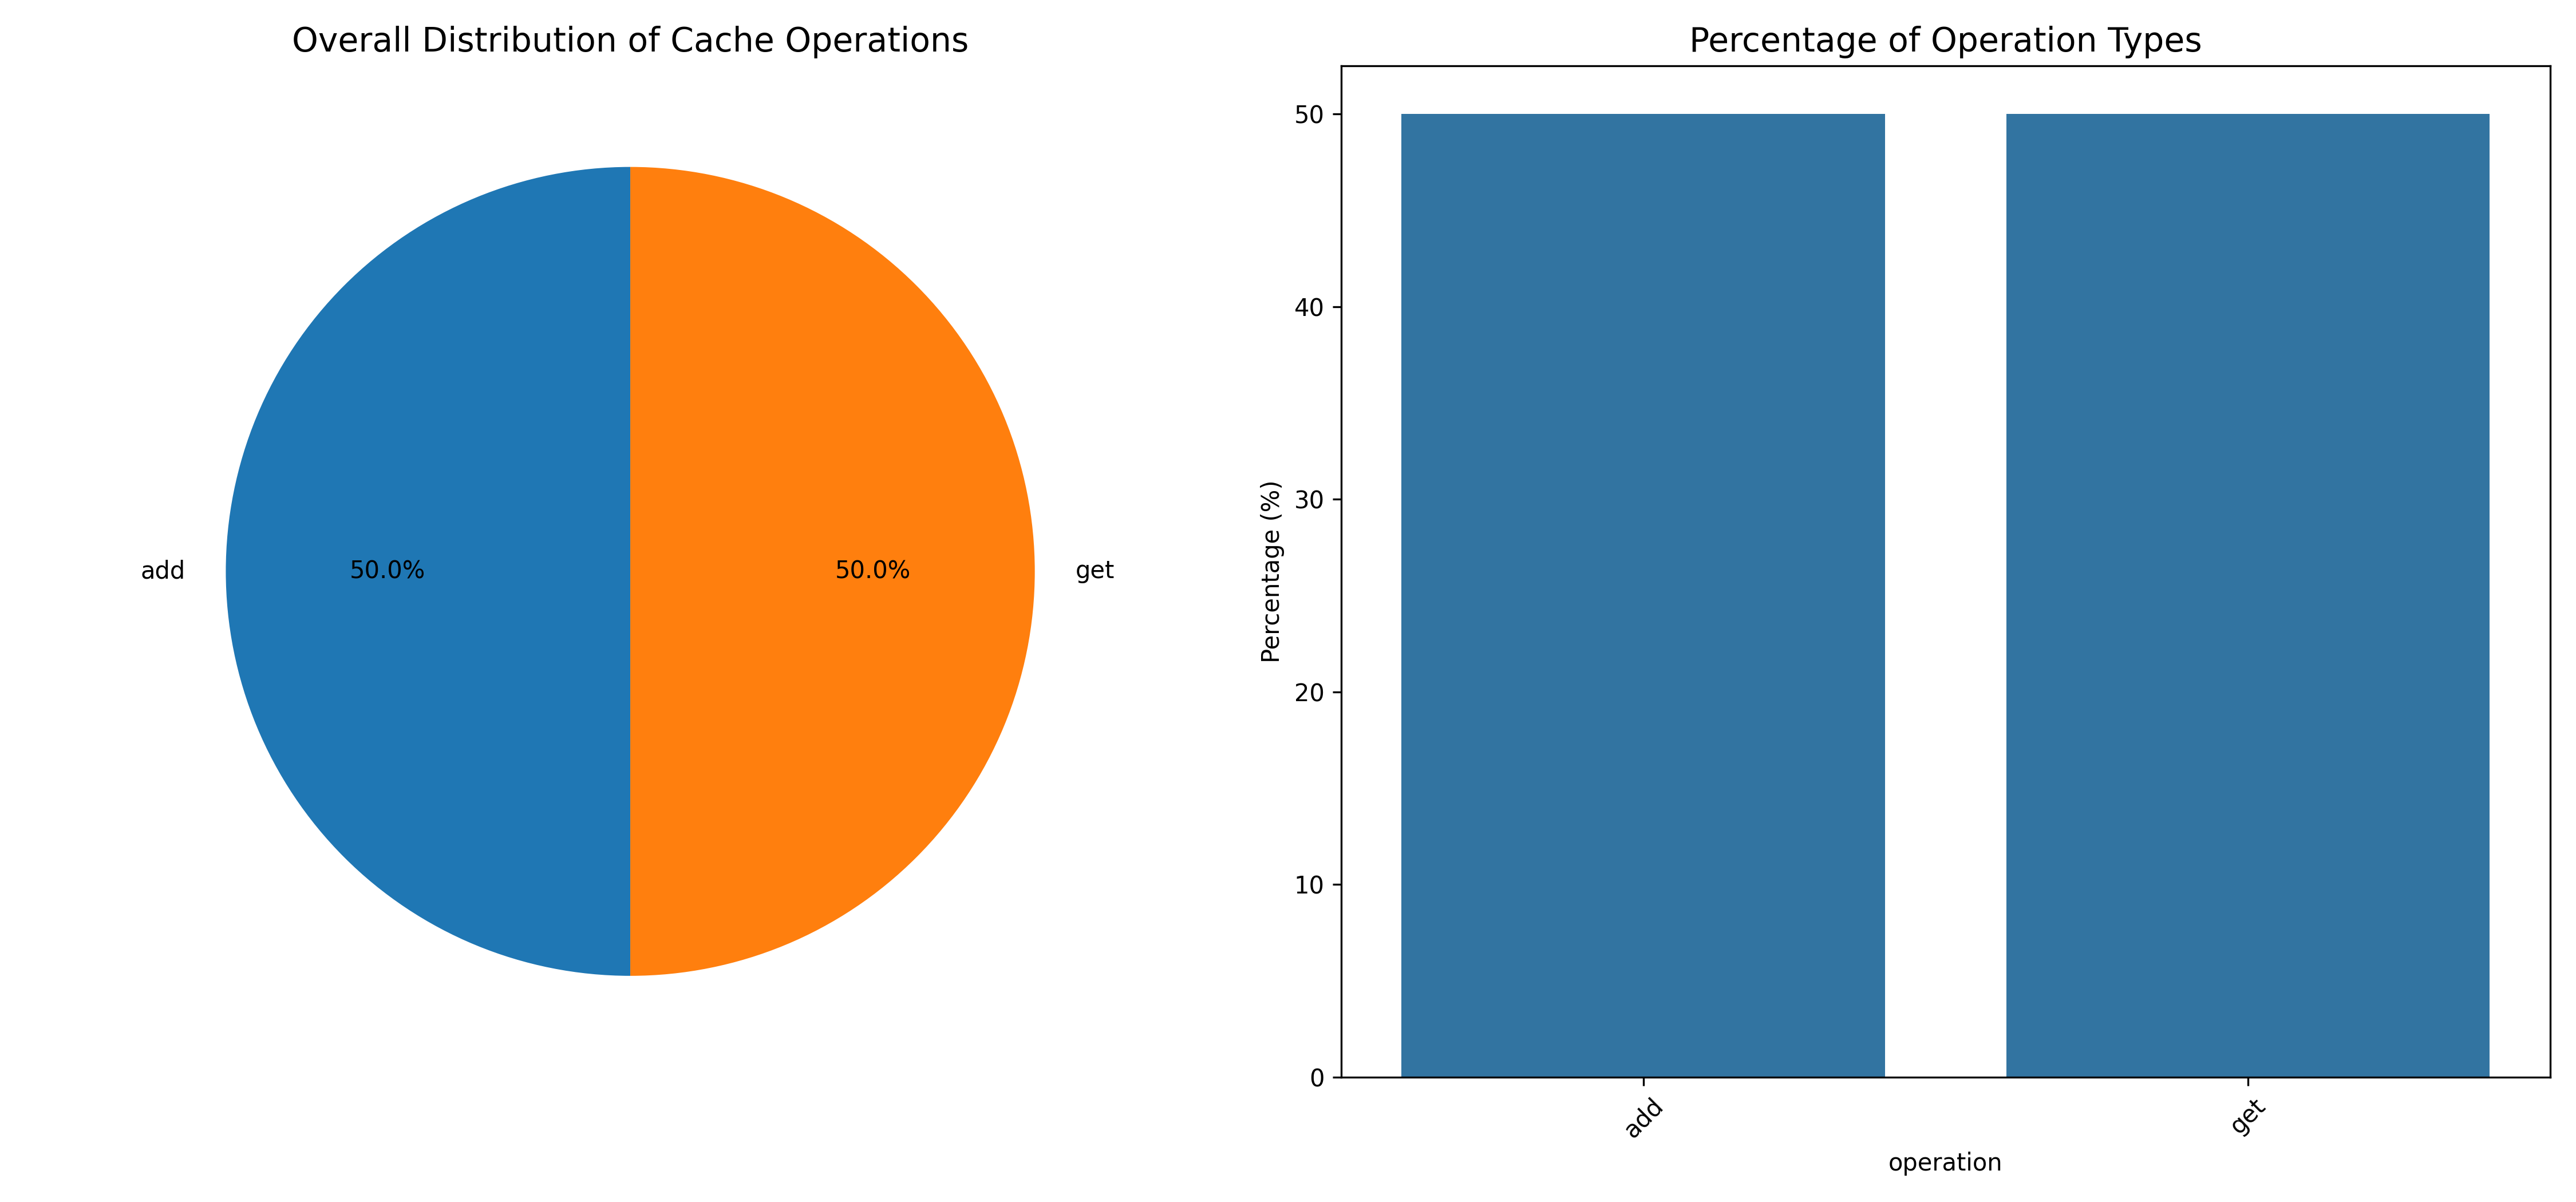 Overall Distribution of Cache Operations
add
50.0%
50.0%
get
Percentage of Operation Types
Percentage (%)
50
40
30
20
10
0
add
get
operation